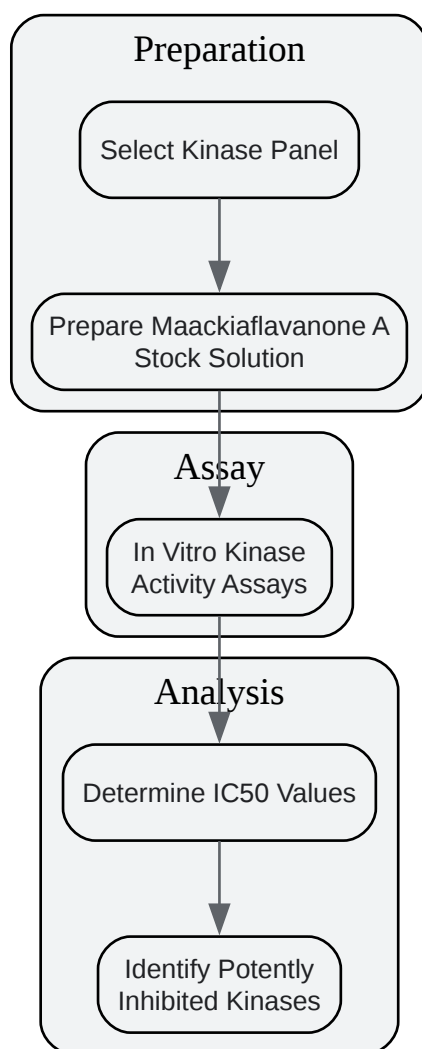 Preparation
Select Kinase Panel
Prepare Maackiaflavanone A
Stock Solution
Assay
In Vitro Kinase
Activity Assays
Analysis
Determine IC50 Values
Identify Potently
Inhibited Kinases